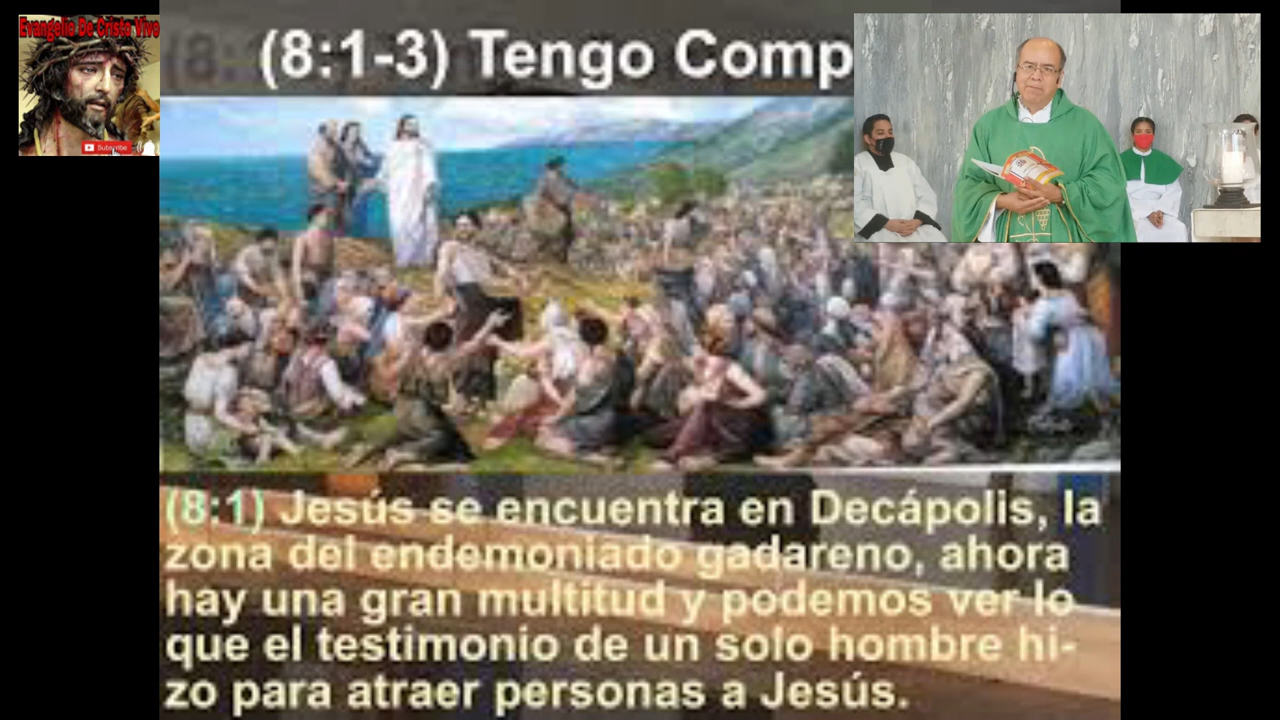 Evangelio De Cristo Vivo
Subscribe
(8:1-3) Tengo Comp
(8:1) Jesús se encuentra en Decápolis, la
zona del endemoniado gadareno, ahora
hay una gran multitud y podemos ver lo
que el testimonio de un solo hombre hi-
zo para atraer personas a Jesús.